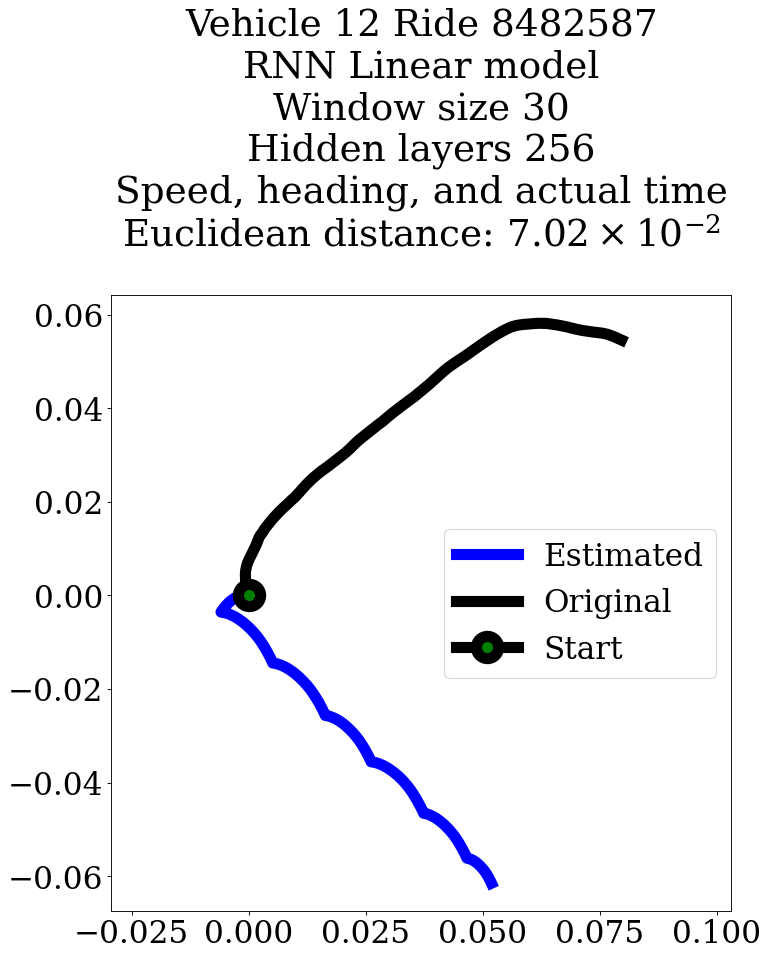 Vehicle 12 Ride 8482587
RNN Linear model
Window size 30
Hidden layers 256
Speed, heading, and actual time
Euclidean distance: 7.02 × 10⁻²
0.06
0.04
0.02
0.00
−0.02
−0.04
−0.06
Estimated
Original
Start
−0.025 0.000 0.025 0.050 0.075 0.100